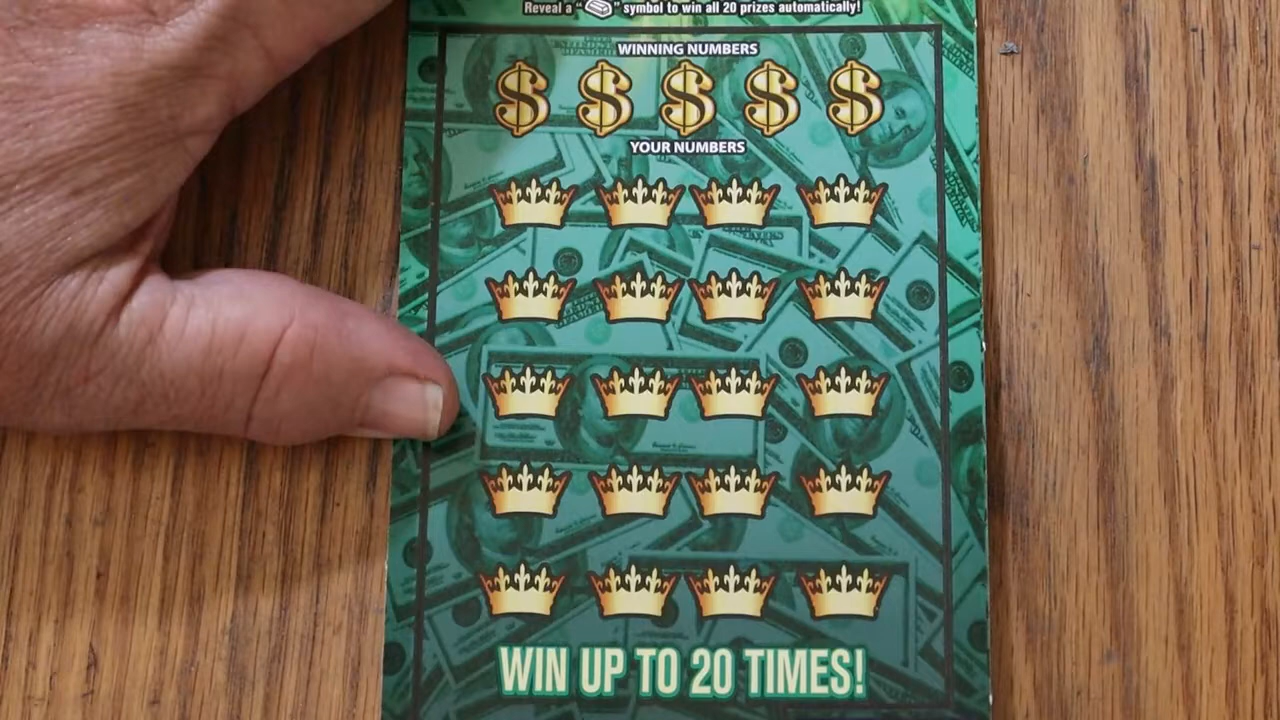 Reveal a “ ” symbol to win all 20 prizes automatically!
WINNING NUMBERS
$ $ $ $ $
YOUR NUMBERS
WIN UP TO 20 TIMES!